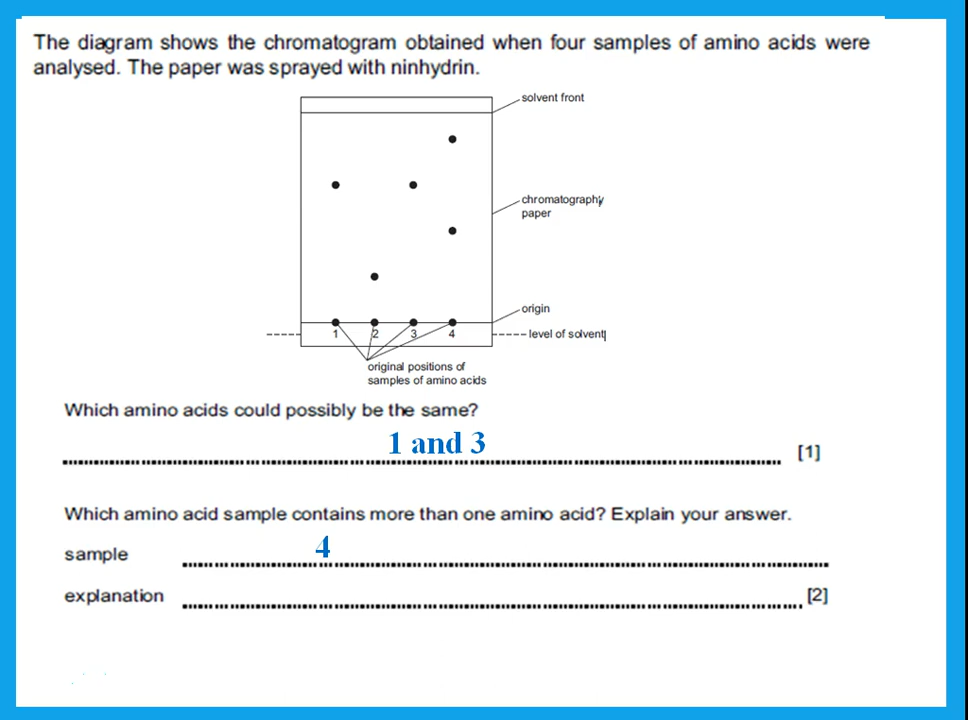 The diagram shows the chromatogram obtained when four samples of amino acids were
analysed. The paper was sprayed with ninhydrin.
solvent front
chromatography
paper
origin
1 2 3 4
level of solvent
original positions of
samples of amino acids
Which amino acids could possibly be the same?
1 and 3
[1]
Which amino acid sample contains more than one amino acid? Explain your answer.
sample 4
explanation [2]